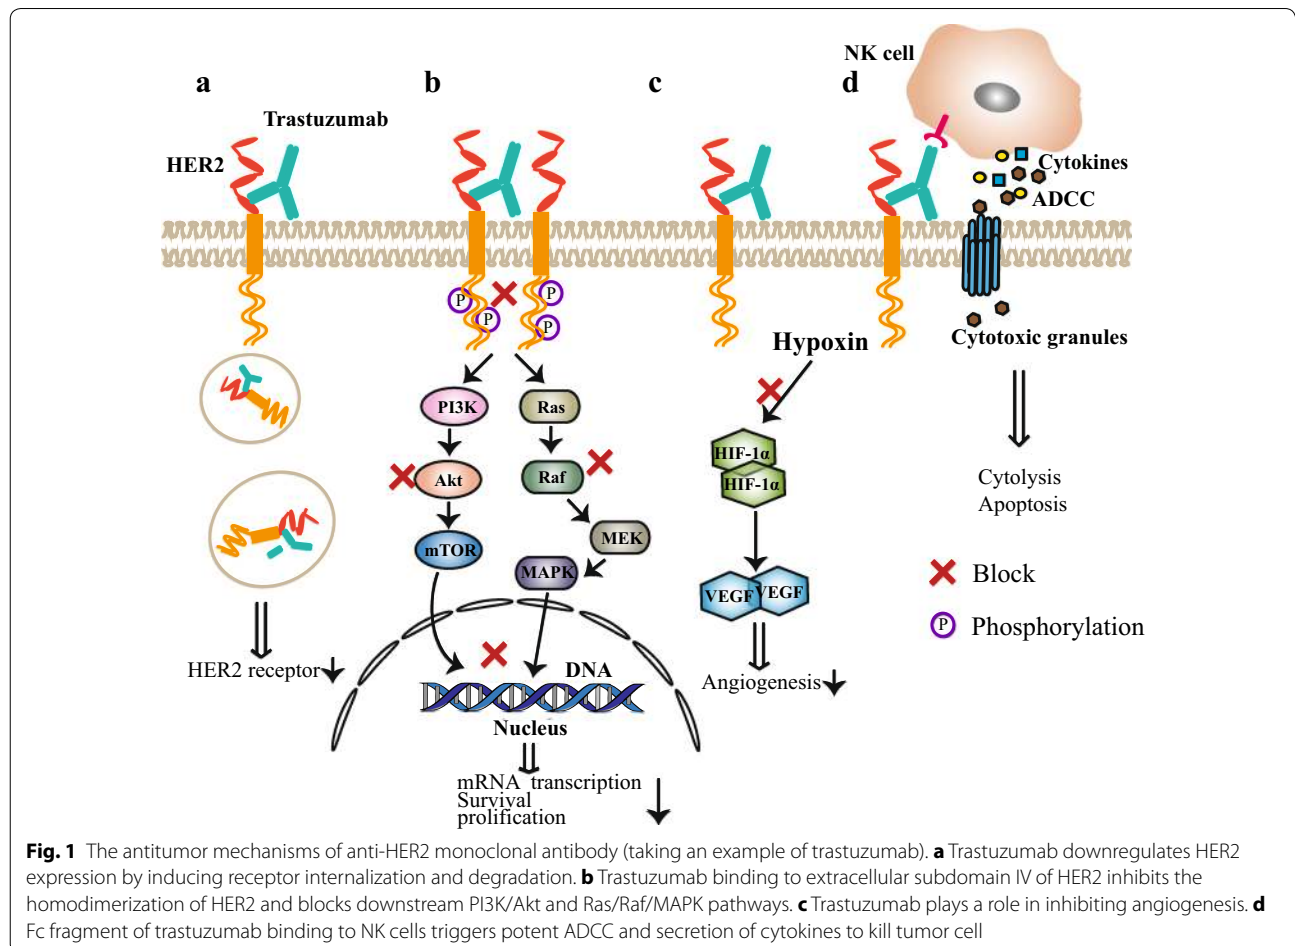 a
b
c
d
NK cell
Trastuzumab
HER2
Cytokines
ADCC
P
P
P
P
Hypoxin
Cytotoxic granules
PI3K
Ras
HIF-1α
HIF-1α
Akt
Raf
Cytolysis
Apoptosis
mTOR
MEK
MAPK
VEGF
VEGF
Block
P
Phosphorylation
HER2 receptor
DNA
Angiogenesis
Nucleus
mRNA transcription
Survival
prolification
Fig. 1 The antitumor mechanisms of anti-HER2 monoclonal antibody (taking an example of trastuzumab). a Trastuzumab downregulates HER2
expression by inducing receptor internalization and degradation. b Trastuzumab binding to extracellular subdomain IV of HER2 inhibits the
homodimerization of HER2 and blocks downstream PI3K/Akt and Ras/Raf/MAPK pathways. c Trastuzumab plays a role in inhibiting angiogenesis. d
Fc fragment of trastuzumab binding to NK cells triggers potent ADCC and secretion of cytokines to kill tumor cell